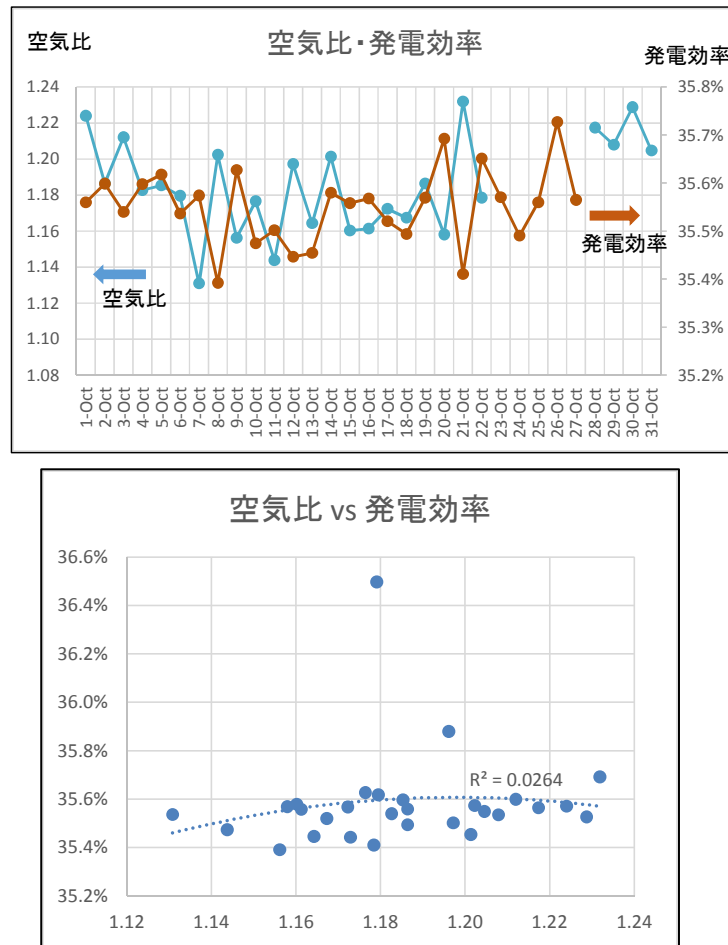 空気比・発電効率
空気比
発電効率
1.24
1.22
1.20
1.18
1.16
1.14
1.12
1.10
1.08
35.8%
35.7%
35.6%
35.5%
35.4%
35.3%
35.2%
空気比
発電効率
1-Oct
2-Oct
3-Oct
4-Oct
5-Oct
6-Oct
7-Oct
8-Oct
9-Oct
10-Oct
11-Oct
12-Oct
13-Oct
14-Oct
15-Oct
16-Oct
17-Oct
18-Oct
19-Oct
20-Oct
21-Oct
22-Oct
23-Oct
24-Oct
25-Oct
26-Oct
27-Oct
28-Oct
29-Oct
30-Oct
31-Oct
空気比 vs 発電効率
36.6%
36.4%
36.2%
36.0%
35.8%
35.6%
35.4%
35.2%
R² = 0.0264
1.12
1.14
1.16
1.18
1.20
1.22
1.24